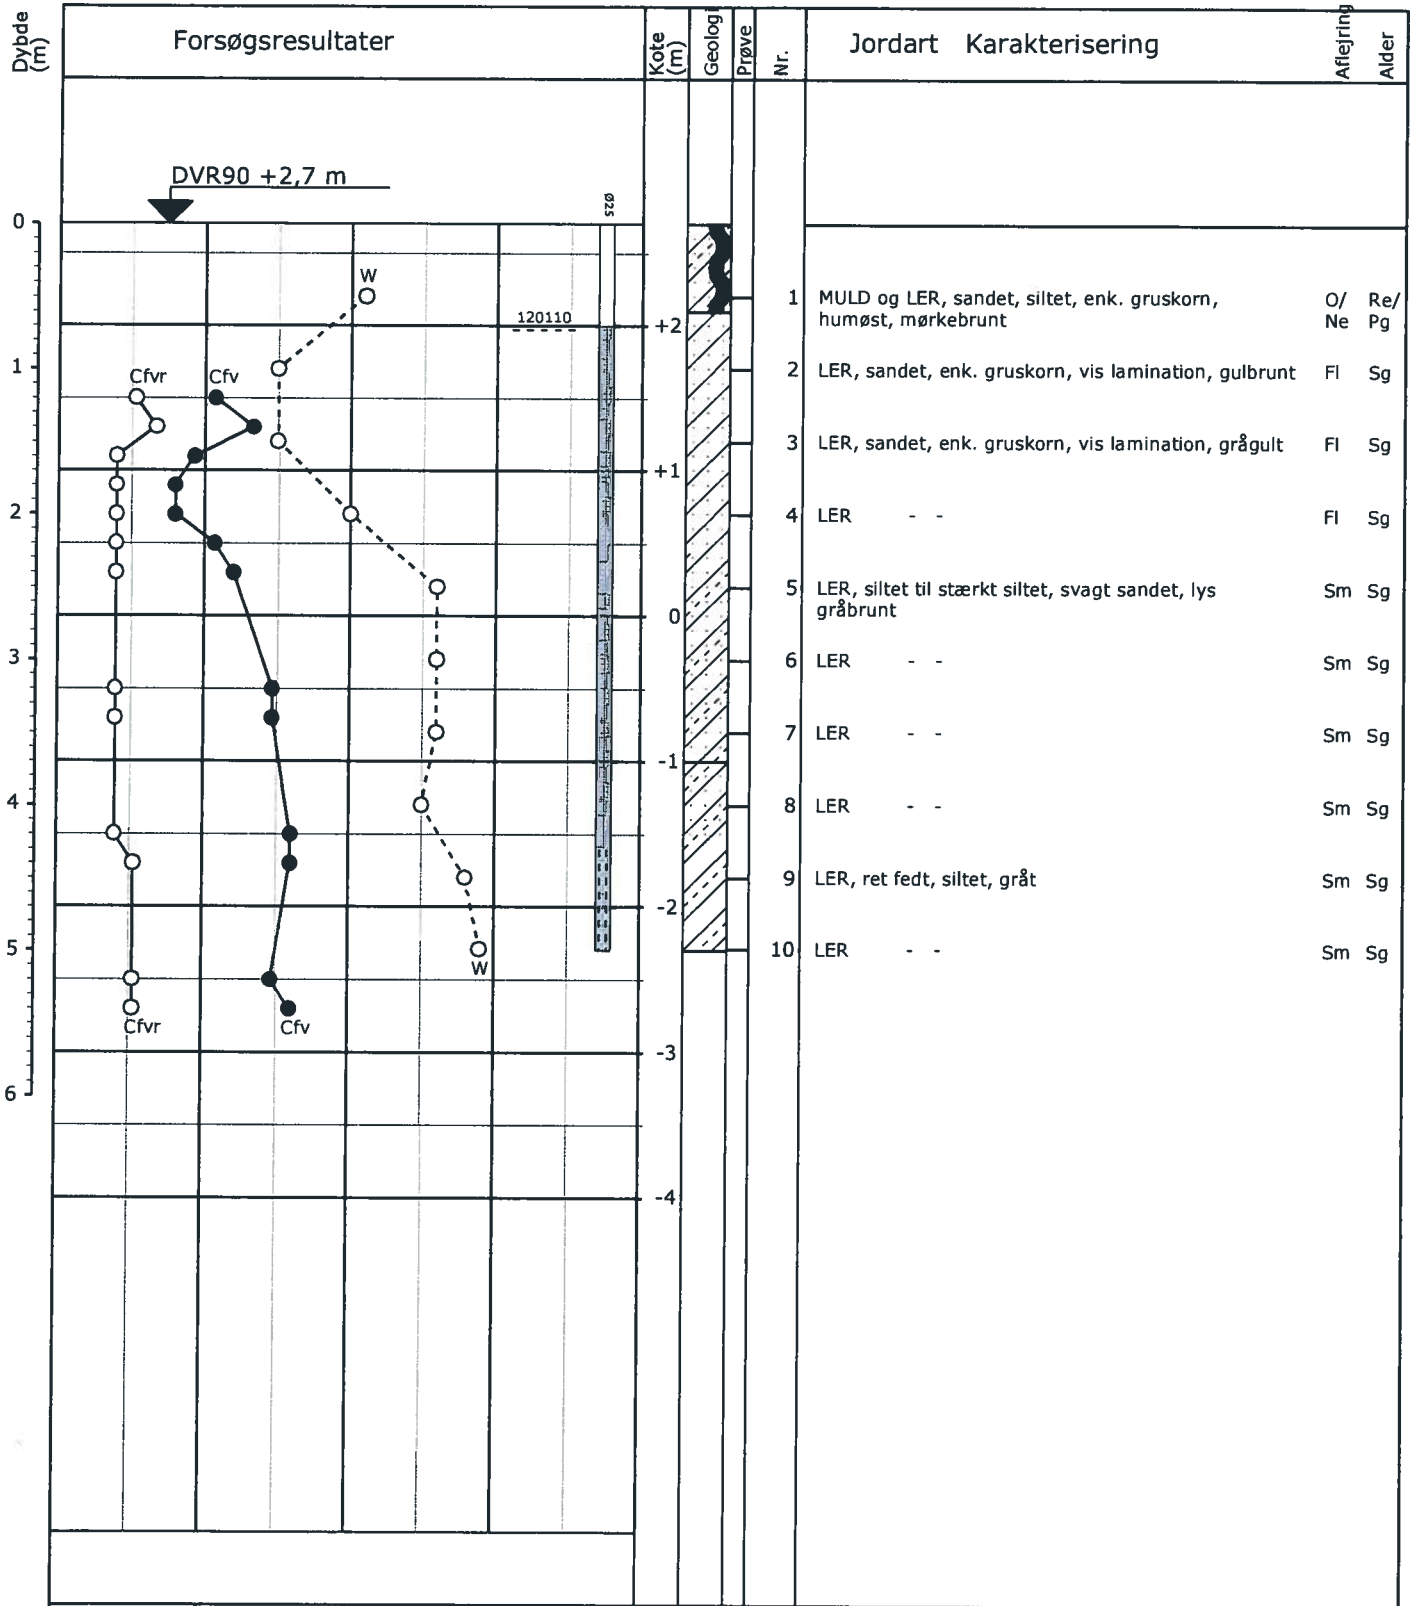 Dybde (m)
Forsøgsresultater
Kote (m)
Geologi
Prøve
Nr.
Jordart Karakterisering
Aflejring
Alder
DVR90 +2,7 m
Ø25
0
W
120110
+2
1 MULD og LER, sandet, siltet, enk. gruskorn, O/ Re/
humøst, mørkebrunt Ne Pg
1
Cfvr Cfv
2 LER, sandet, enk. gruskorn, vis lamination, gulbrunt Fl Sg
3 LER, sandet, enk. gruskorn, vis lamination, grågult Fl Sg
+1
2
4 LER - - Fl Sg
5 LER, siltet til stærkt siltet, svagt sandet, lys Sm Sg
gråbrunt
0
3
6 LER - - Sm Sg
7 LER - - Sm Sg
-1
4
8 LER - - Sm Sg
9 LER, ret fedt, siltet, gråt Sm Sg
-2
5
10 LER - - Sm Sg
W
Cfvr Cfv
-3
6
-4